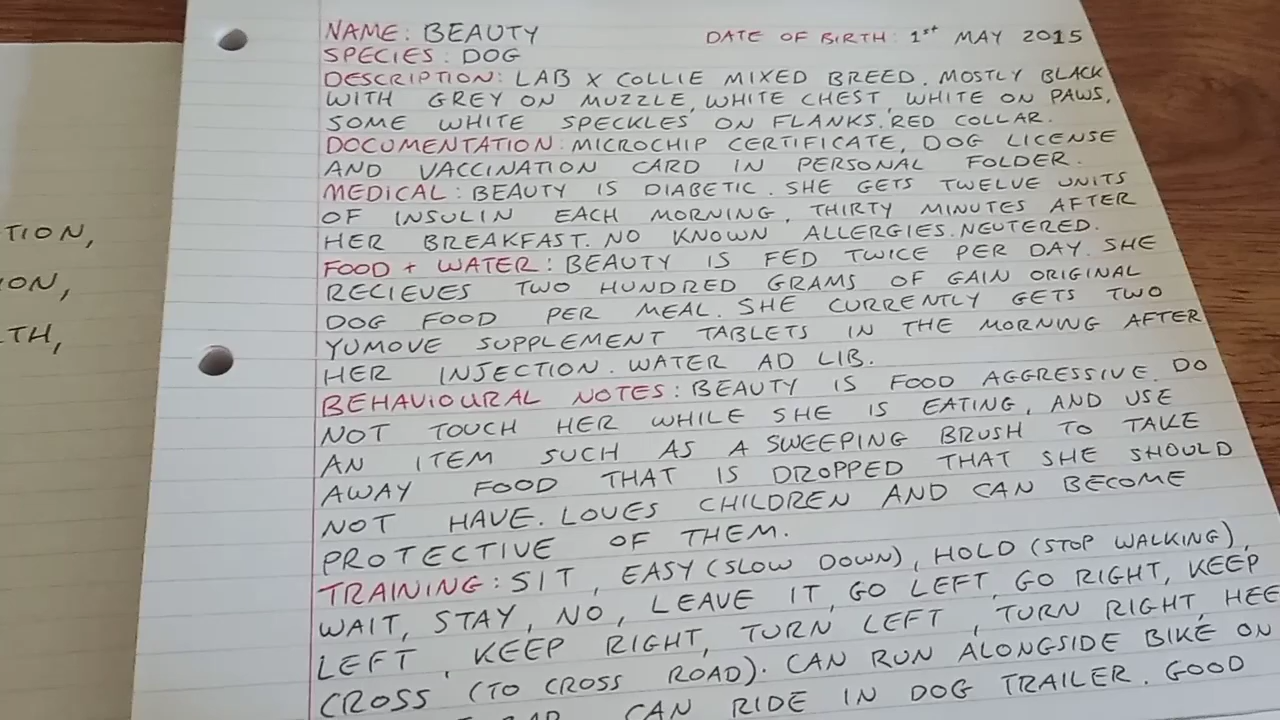 TION,
ION,
TH,
NAME: BEAUTY DATE OF BIRTH: 1st MAY 2015
SPECIES: DOG
DESCRIPTION: LAB X COLLIE MIXED BREED. MOSTLY BLACK
WITH GREY ON MUZZLE, WHITE CHEST, WHITE ON PAWS,
SOME WHITE SPECKLES ON FLANKS. RED COLLAR.
DOCUMENTATION: MICROCHIP CERTIFICATE, DOG LICENSE
AND VACCINATION CARD IN PERSONAL FOLDER.
MEDICAL: BEAUTY IS DIABETIC. SHE GETS TWELVE UNITS
OF INSULIN EACH MORNING, THIRTY MINUTES AFTER
HER BREAKFAST. NO KNOWN ALLERGIES. NEUTERED.
FOOD + WATER: BEAUTY IS FED TWICE PER DAY. SHE
RECIEVES TWO HUNDRED GRAMS OF GAIN ORIGINAL
DOG FOOD PER MEAL. SHE CURRENTLY GETS TWO
YUMOVE SUPPLEMENT TABLETS IN THE MORNING AFTER
HER INJECTION. WATER AD LIB.
BEHAVIOURAL NOTES: BEAUTY IS FOOD AGGRESSIVE. DO
NOT TOUCH HER WHILE SHE IS EATING, AND USE
AN ITEM SUCH AS A SWEEPING BRUSH TO TAKE
AWAY FOOD THAT IS DROPPED THAT SHE SHOULD
NOT HAVE. LOVES CHILDREN AND CAN BECOME
PROTECTIVE OF THEM.
TRAINING: SIT, EASY (SLOW DOWN), HOLD (STOP WALKING),
WAIT, STAY, NO, LEAVE IT, GO LEFT, GO RIGHT, KEEP
LEFT, KEEP RIGHT, TURN LEFT, TURN RIGHT, HEE
CROSS (TO CROSS ROAD). CAN RUN ALONGSIDE BIKE ON
CAN RIDE IN DOG TRAILER. GOOD